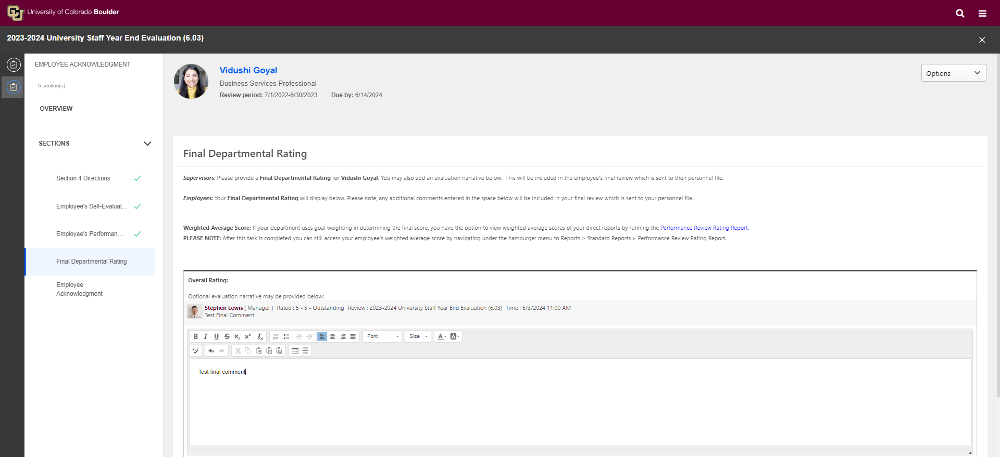 University of Colorado Boulder
2023-2024 University Staff Year End Evaluation (6.03)
EMPLOYEE ACKNOWLEDGMENT
5 section(s)
OVERVIEW
SECTIONS
Section 4 Directions
Employee's Self-Evaluat...
Employee's Performan...
Final Departmental Rating
Employee
Acknowledgment
Vidushi Goyal
Business Services Professional
Review period: 7/1/2022-6/30/2023 Due by: 6/14/2024
Options
Final Departmental Rating
Supervisors: Please provide a Final Departmental Rating for Vidushi Goyal. You may also add an evaluation narrative below. This will be included in the employee's final review which is sent to their personnel file.
Employees: Your Final Departmental Rating will display below. Please note, any additional comments entered in the space below will be included in your final review which is sent to your personnel file.
Weighted Average Score: If your department uses goal weighting in determining the final score, you have the option to view weighted average scores of your direct reports by running the Performance Review Rating Report.
PLEASE NOTE: After this task is completed you can still access your employee's weighted average score by navigating under the hamburger menu to Reports > Standard Reports > Performance Review Rating Report.
Overall Rating:
Optional evaluation narrative may be provided below:
Stephen Lewis ( Manager ) Rated : 5 - 5 - Outstanding Review : 2023-2024 University Staff Year End Evaluation (6.03) Time : 6/3/2024 11:00 AM
Test Final Comment
Font
Size
Test final comment